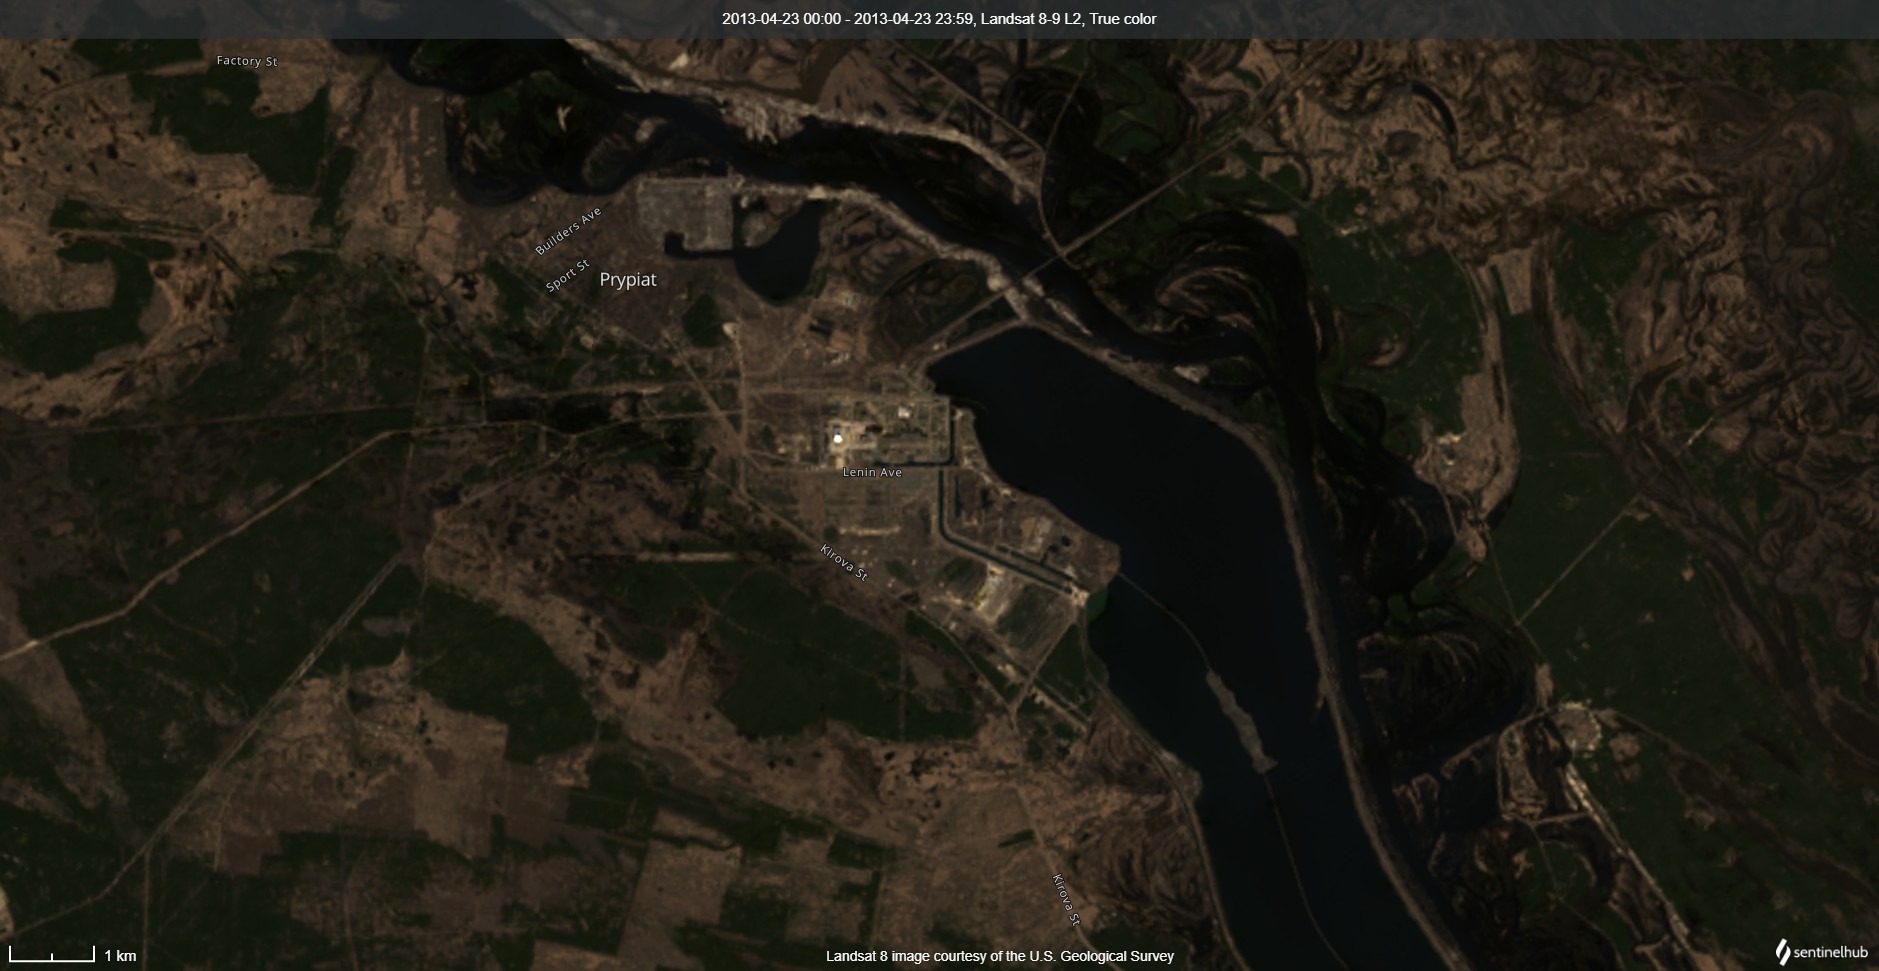 2013-04-23 00:00 - 2013-04-23 23:59, Landsat 8-9 L2, True color
Factory St
Builders Ave
Sport St
Prypiat
Lenin Ave
Kirova St
Kirova St
1 km
Landsat 8 image courtesy of the U.S. Geological Survey
sentinelhub